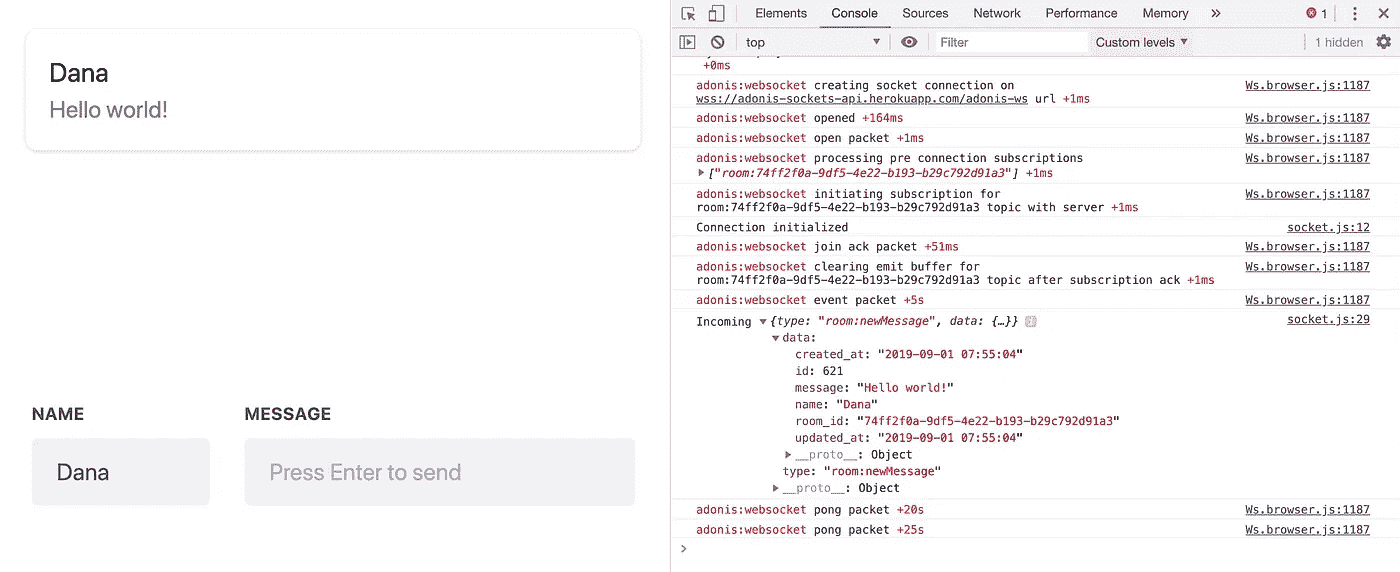 Dana
Hello world!
NAME
MESSAGE
Dana
Press Enter to send
Elements Console Sources Network Performance Memory » 1
top Filter Custom levels 1 hidden
+0ms
adonis:websocket creating socket connection on Ws.browser.js:1187
wss://adonis-sockets-api.herokuapp.com/adonis-ws url +1ms
adonis:websocket opened +164ms Ws.browser.js:1187
adonis:websocket open packet +1ms Ws.browser.js:1187
adonis:websocket processing pre connection subscriptions Ws.browser.js:1187
["room:74ff2f0a-9df5-4e22-b193-b29c792d91a3"] +1ms
adonis:websocket initiating subscription for Ws.browser.js:1187
room:74ff2f0a-9df5-4e22-b193-b29c792d91a3 topic with server +1ms
Connection initialized socket.js:12
adonis:websocket join ack packet +51ms Ws.browser.js:1187
adonis:websocket clearing emit buffer for Ws.browser.js:1187
room:74ff2f0a-9df5-4e22-b193-b29c792d91a3 topic after subscription ack +1ms
adonis:websocket event packet +5s Ws.browser.js:1187
Incoming {type: "room:newMessage", data: {…}} socket.js:29
data:
created_at: "2019-09-01 07:55:04"
id: 621
message: "Hello world!"
name: "Dana"
room_id: "74ff2f0a-9df5-4e22-b193-b29c792d91a3"
updated_at: "2019-09-01 07:55:04"
__proto__: Object
type: "room:newMessage"
__proto__: Object
adonis:websocket pong packet +20s Ws.browser.js:1187
adonis:websocket pong packet +25s Ws.browser.js:1187